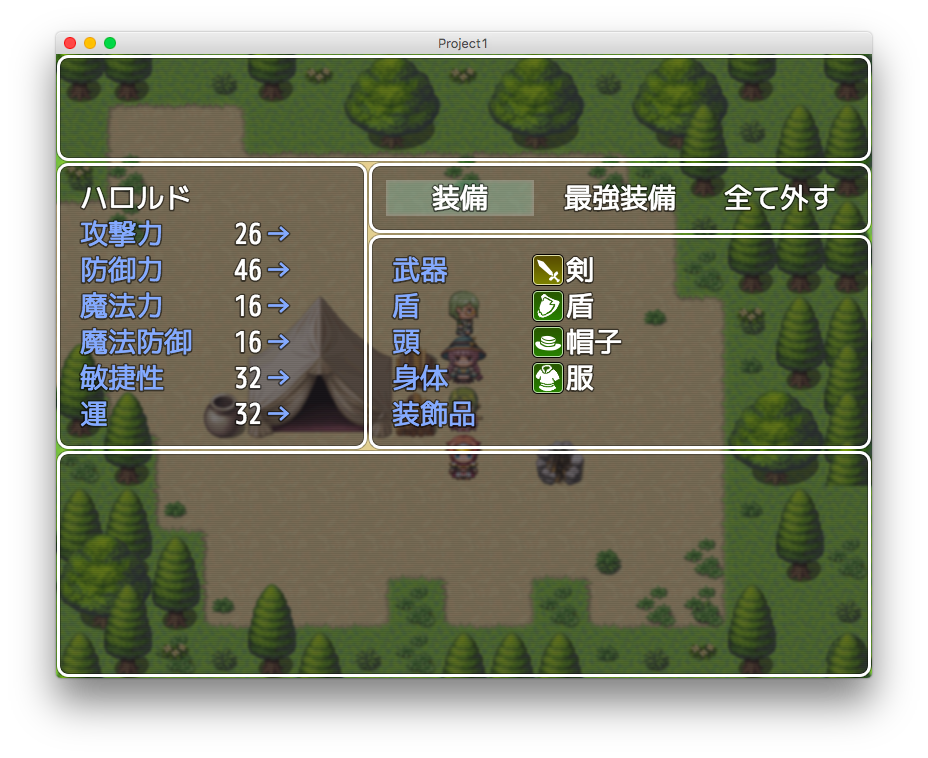 Project1
ハロルド
攻撃力 26→
防御力 46→
魔法力 16→
魔法防御 16→
敏捷性 32→
運 32→
装備 最強装備 全て外す
武器 剣
盾 盾
頭 帽子
身体 服
装飾品